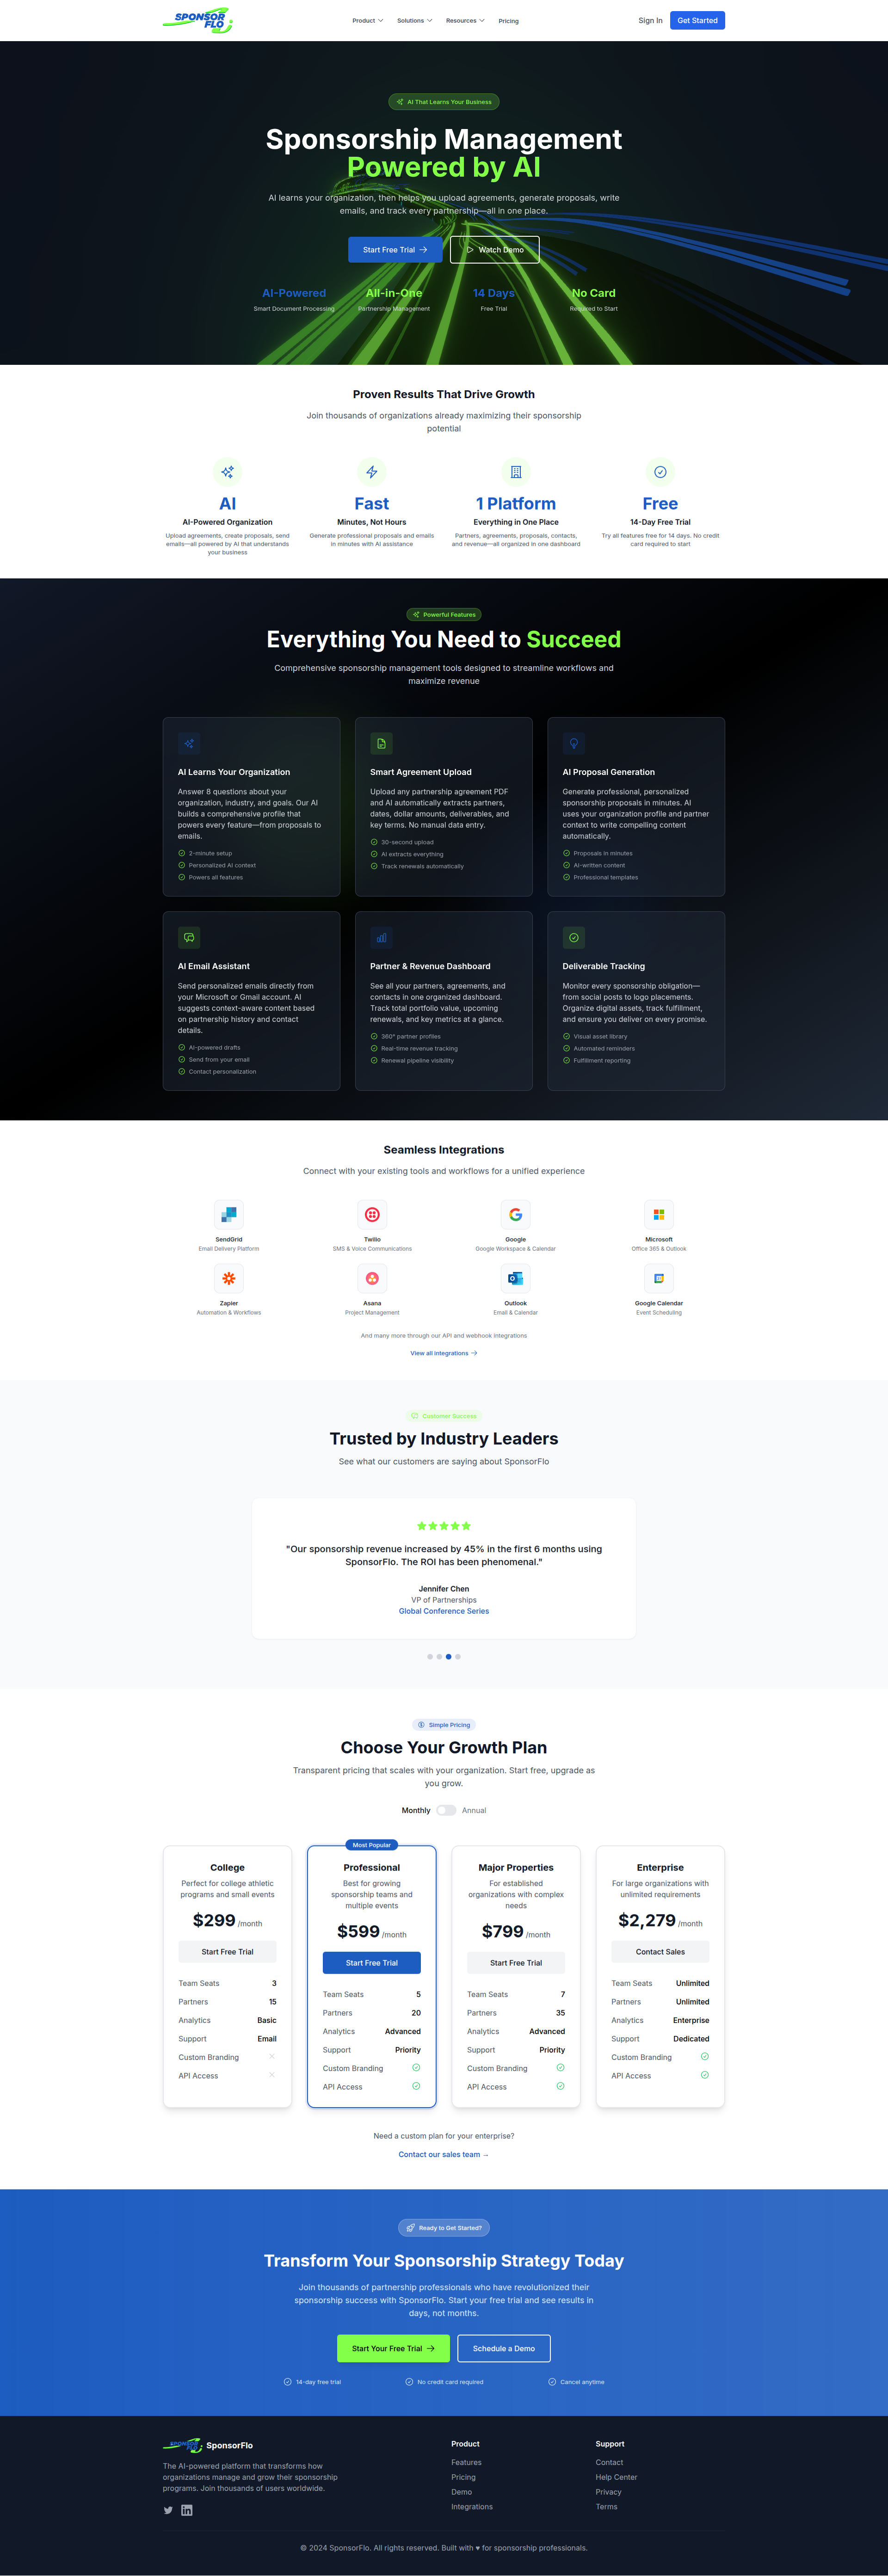 SPONSOR
FLO
Product
Solutions
Resources
Pricing
Sign In
Get Started
AI That Learns Your Business
Sponsorship Management
Powered by AI
AI learns your organization, then helps you upload agreements, generate proposals, write
emails, and track every partnership—all in one place.
Start Free Trial
Watch Demo
AI-Powered
Smart Document Processing
All-in-One
Partnership Management
14 Days
Free Trial
No Card
Required to Start
Proven Results That Drive Growth
Join thousands of organizations already maximizing their sponsorship
potential
AI
AI-Powered Organization
Upload agreements, create proposals, send
emails—all powered by AI that understands
your business
Fast
Minutes, Not Hours
Generate professional proposals and emails
in minutes with AI assistance
1 Platform
Everything in One Place
Partners, agreements, proposals, contacts,
and revenue—all organized in one dashboard
Free
14-Day Free Trial
Try all features free for 14 days. No credit
card required to start
Powerful Features
Everything You Need to Succeed
Comprehensive sponsorship management tools designed to streamline workflows and
maximize revenue
AI Learns Your Organization
Answer 8 questions about your
organization, industry, and goals. Our AI
builds a comprehensive profile that
powers every feature—from proposals to
emails.
2-minute setup
Personalized AI context
Powers all features
Smart Agreement Upload
Upload any partnership agreement PDF
and AI automatically extracts partners,
dates, dollar amounts, deliverables, and
key terms. No manual data entry.
30-second upload
AI extracts everything
Track renewals automatically
AI Proposal Generation
Generate professional, personalized
sponsorship proposals in minutes. AI
uses your organization profile and partner
context to write compelling content
automatically.
Proposals in minutes
AI-written content
Professional templates
AI Email Assistant
Send personalized emails directly from
your Microsoft or Gmail account. AI
suggests context-aware content based
on partnership history and contact
details.
AI-powered drafts
Send from your email
Contact personalization
Partner & Revenue Dashboard
See all your partners, agreements, and
contacts in one organized dashboard.
Track total portfolio value, upcoming
renewals, and key metrics at a glance.
360° partner profiles
Real-time revenue tracking
Renewal pipeline visibility
Deliverable Tracking
Monitor every sponsorship obligation—
from social posts to logo placements.
Organize digital assets, track fulfillment,
and ensure you deliver on every promise.
Visual asset library
Automated reminders
Fulfillment reporting
Seamless Integrations
Connect with your existing tools and workflows for a unified experience
SendGrid
Email Delivery Platform
Twilio
SMS & Voice Communications
Google
Google Workspace & Calendar
Microsoft
Office 365 & Outlook
Zapier
Automation & Workflows
Asana
Project Management
Outlook
Email & Calendar
Google Calendar
Event Scheduling
And many more through our API and webhook integrations
View all integrations
Customer Success
Trusted by Industry Leaders
See what our customers are saying about SponsorFlo
"Our sponsorship revenue increased by 45% in the first 6 months using
SponsorFlo. The ROI has been phenomenal."
Jennifer Chen
VP of Partnerships
Global Conference Series
Simple Pricing
Choose Your Growth Plan
Transparent pricing that scales with your organization. Start free, upgrade as
you grow.
Monthly
Annual
College
Perfect for college athletic
programs and small events
$299 /month
Start Free Trial
Team Seats 3
Partners 15
Analytics Basic
Support Email
Custom Branding
API Access
Most Popular
Professional
Best for growing
sponsorship teams and
multiple events
$599 /month
Start Free Trial
Team Seats 5
Partners 20
Analytics Advanced
Support Priority
Custom Branding
API Access
Major Properties
For established
organizations with complex
needs
$799 /month
Start Free Trial
Team Seats 7
Partners 35
Analytics Advanced
Support Priority
Custom Branding
API Access
Enterprise
For large organizations with
unlimited requirements
$2,279 /month
Contact Sales
Team Seats Unlimited
Partners Unlimited
Analytics Enterprise
Support Dedicated
Custom Branding
API Access
Need a custom plan for your enterprise?
Contact our sales team →
Ready to Get Started?
Transform Your Sponsorship Strategy Today
Join thousands of partnership professionals who have revolutionized their
sponsorship success with SponsorFlo. Start your free trial and see results in
days, not months.
Start Your Free Trial
Schedule a Demo
14-day free trial
No credit card required
Cancel anytime
SPONSOR
FLO
SponsorFlo
The AI-powered platform that transforms how
organizations manage and grow their sponsorship
programs. Join thousands of users worldwide.
Product
Features
Pricing
Demo
Integrations
Support
Contact
Help Center
Privacy
Terms
© 2024 SponsorFlo. All rights reserved. Built with ♥ for sponsorship professionals.